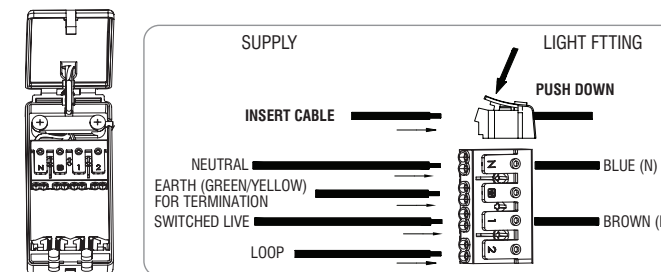 SUPPLY
LIGHT FTTING
PUSH DOWN
INSERT CABLE
NEUTRAL
BLUE (N)
EARTH (GREEN/YELLOW)
FOR TERMINATION
SWITCHED LIVE
BROWN (
LOOP
N
1
2
N
1
2